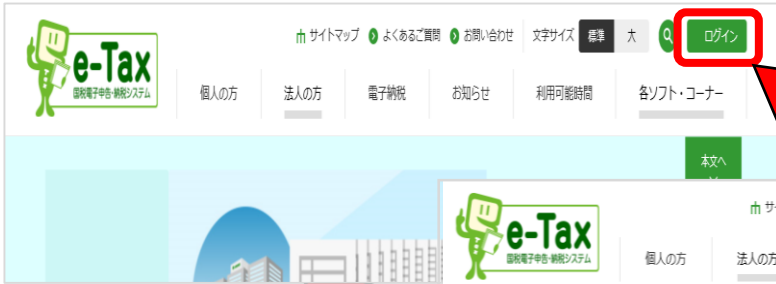 サイトマップ よくあるご質問 お問い合わせ 文字サイズ 標準 大 ログイン
e-Tax
国税電子申告・納税システム
個人の方 法人の方 電子納税 お知らせ 利用可能時間 各ソフト・コーナー
本文へ
サ
e-Tax
国税電子申告・納税システム
個人の方 法人の方